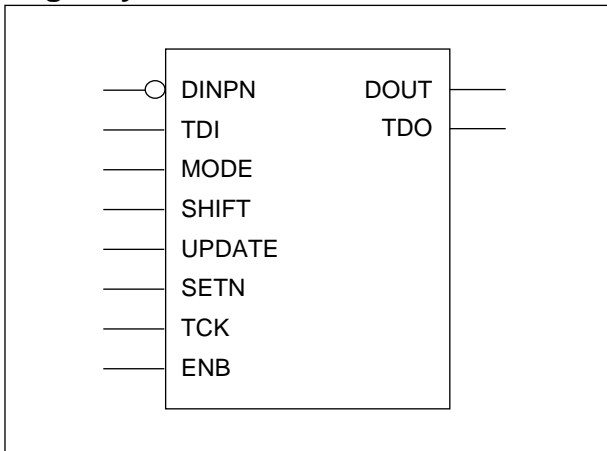 DINPN DOUT
TDI TDO
MODE
SHIFT
UPDATE
SETN
TCK
ENB